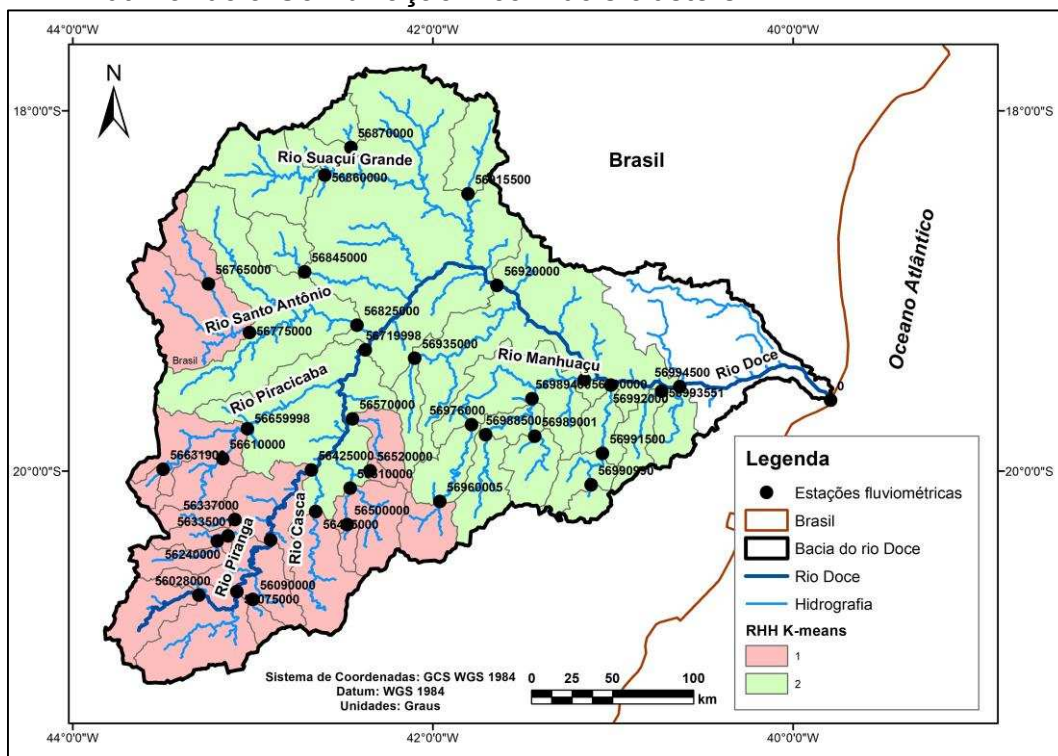 44°0'0"W
42°0'0"W
40°0'0"W
N
18°0'0"S
18°0'0"S
56870000
Rio Suaçuí Grande
56860000
56915500
Brasil
Oceano Atlântico
56765000
56845000
56920000
Rio Santo Antônio
56775000
56825000
56719998
Brasil
56935000
Rio Manhuaçu
Rio Doce
56994500
56993551
56992000
0
Rio Piracicaba
56570000
56976000
56988500
56989001
56659998
56610000
56991500
20°0'0"S
20°0'0"S
56425000
56520000
56990990
56960005
56337000
Rio Casca
56500000
56240000
Rio Piranga
56028000
56090000
56075000
Legenda
Estações fluviométricas
Brasil
Bacia do rio Doce
Rio Doce
Hidrografia
RHH K-means
1
2
Sistema de Coordenadas: GCS WGS 1984
Datum: WGS 1984
Unidades: Graus
0 25 50 100
km
44°0'0"W
42°0'0"W
40°0'0"W